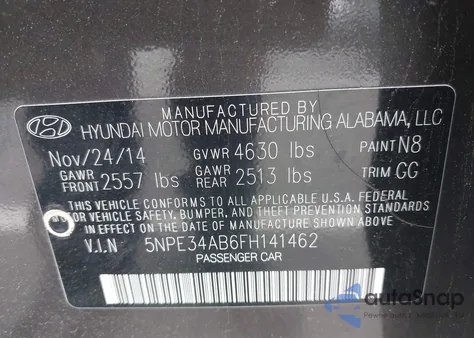 MANUFACTURED BY
HYUNDAI MOTOR MANUFACTURING ALABAMA, LLC
Nov/24/14 GVWR 4630 lbs PAINT N8
GAWR FRONT 2557 lbs GAWR REAR 2513 lbs TRIM GG
THIS VEHICLE CONFORMS TO ALL APPLICABLE U.S.A. FEDERAL
MOTOR VEHICLE SAFETY, BUMPER, AND THEFT PREVENTION STANDARDS
IN EFFECT ON THE DATE OF MANUFACTURE SHOWN ABOVE.
V.I.N 5NPE34AB6FH141462
PASSENGER CAR
autoSnap